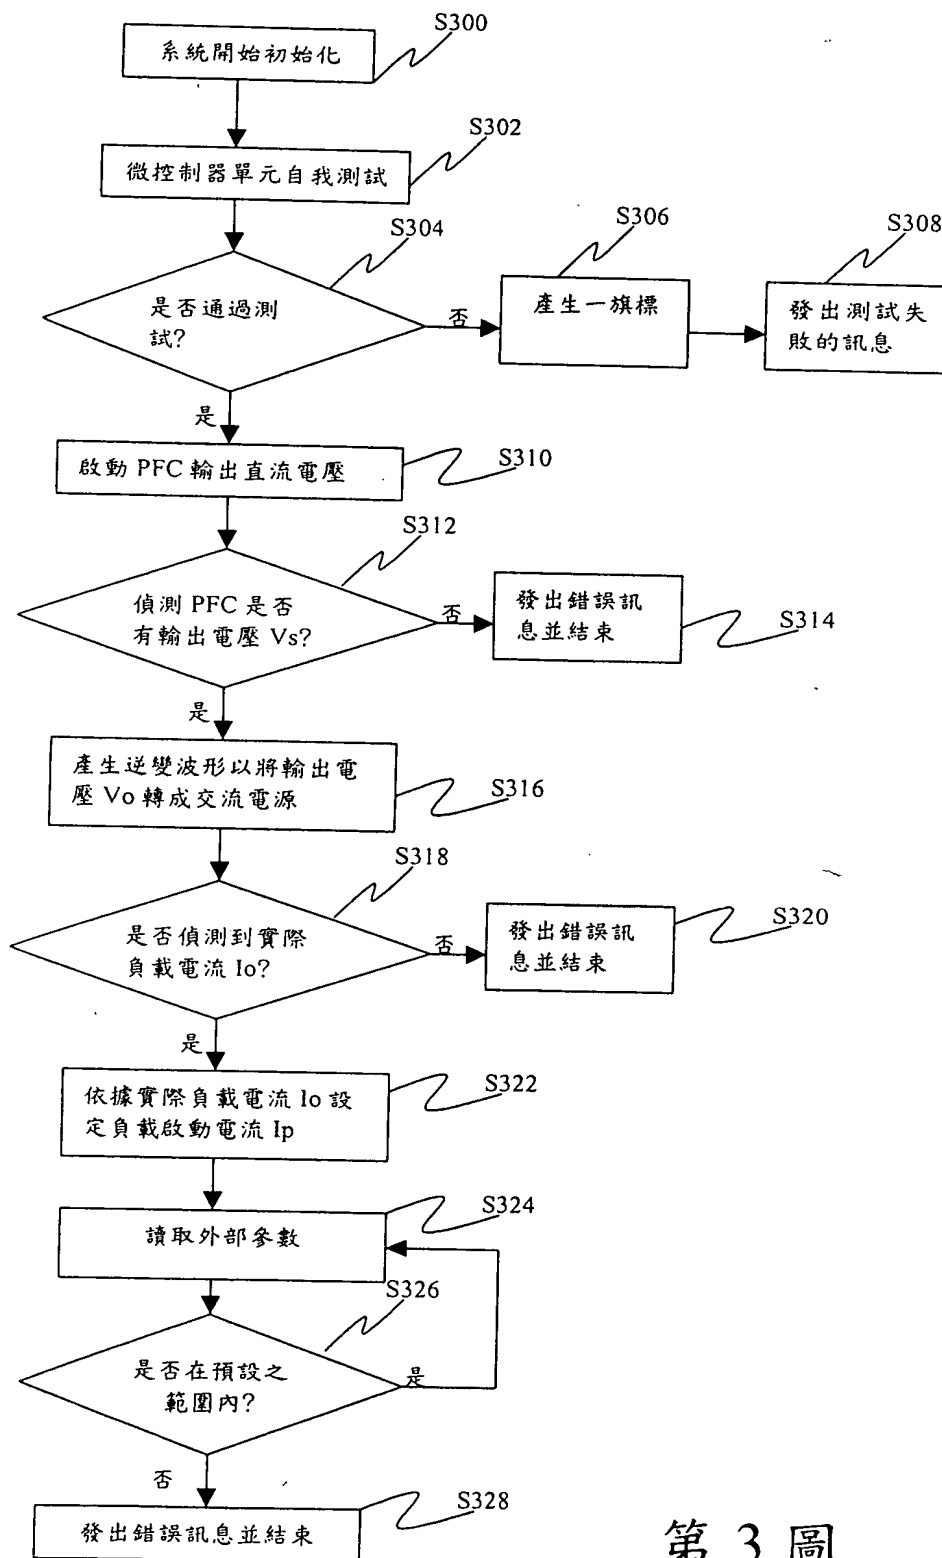 S300
系統開始初始化
S302
微控制器單元自我測試
S304
是否通過測
試?
否
S306
產生一旗標
S308
發出測試失
敗的訊息
是
啟動 PFC 輸出直流電壓
S310
S312
偵測 PFC 是否
有輸出電壓 Vs?
否
發出錯誤訊
息並結束
S314
是
產生逆變波形以將輸出電
壓 Vo 轉成交流電源
S316
S318
是否偵測到實際
負載電流 Io?
否
發出錯誤訊
息並結束
S320
是
依據實際負載電流 Io 設
定負載啟動電流 Ip
S322
讀取外部參數
S324
S326
是否在預設之
範圍內?
是
否
發出錯誤訊息並結束
S328
第 3 圖